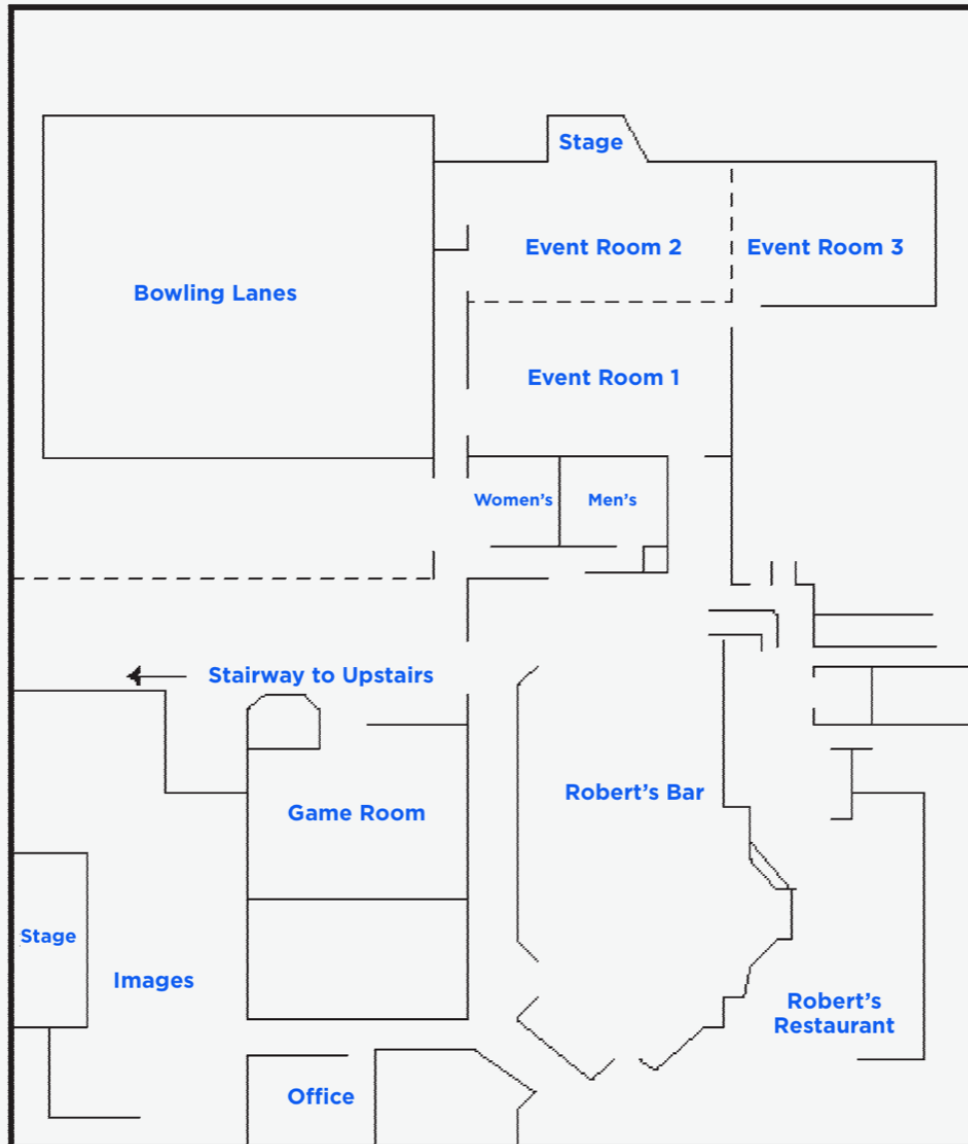 Stage
Event Room 2
Event Room 3
Bowling Lanes
Event Room 1
Women's
Men's
Stairway to Upstairs
Robert's Bar
Game Room
Stage
Images
Robert's
Restaurant
Office